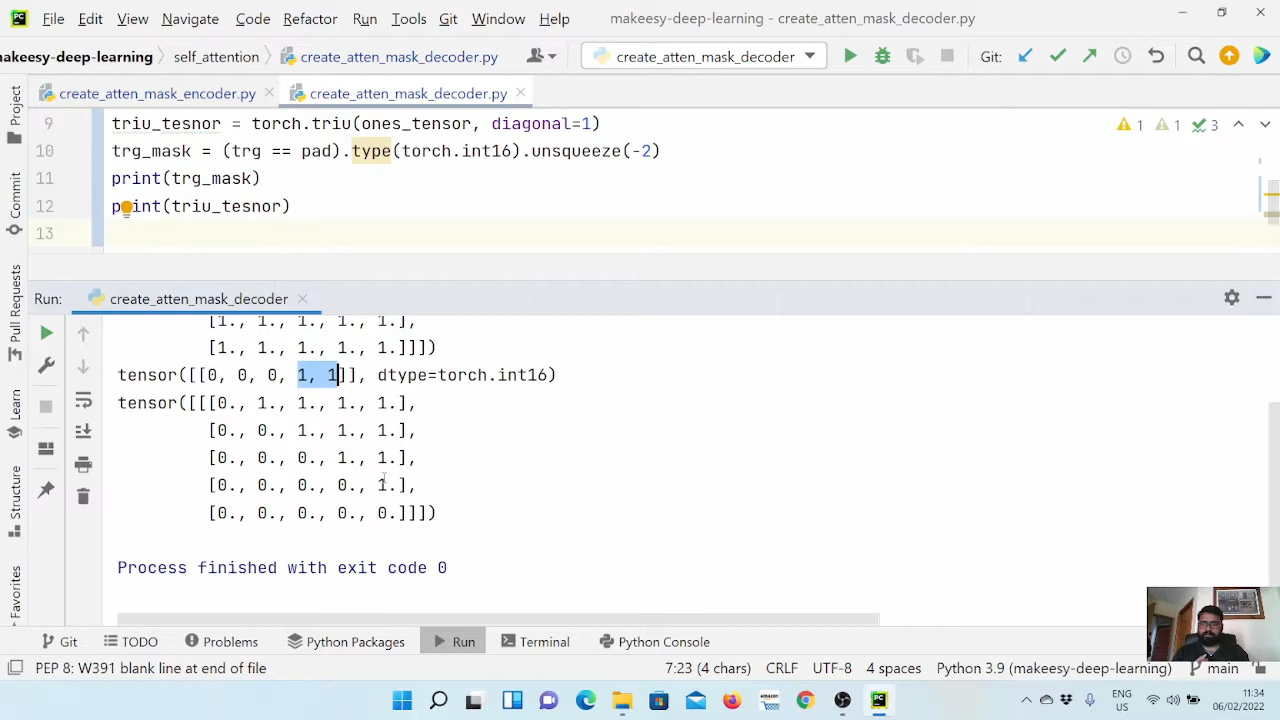 PC File Edit View Navigate Code Refactor Run Tools Git Window Help makeesy-deep-learning - create_atten_mask_decoder.py
makeesy-deep-learning self_attention create_atten_mask_decoder.py create_atten_mask_decoder Git:
create_atten_mask_encoder.py create_atten_mask_decoder.py
Project
Commit
Pull Requests
Learn
Structure
Favorites
9 triu_tesnor = torch.triu(ones_tensor, diagonal=1) 1 1 3
10 trg_mask = (trg == pad).type(torch.int16).unsqueeze(-2)
11 print(trg_mask)
12 print(triu_tesnor)
13
Run: create_atten_mask_decoder
[1., 1., 1., 1., 1.],
[1., 1., 1., 1., 1.]]])
tensor([[0, 0, 0, 1, 1]], dtype=torch.int16)
tensor([[[0., 1., 1., 1., 1.],
[0., 0., 1., 1., 1.],
[0., 0., 0., 1., 1.],
[0., 0., 0., 0., 1.],
[0., 0., 0., 0., 0.]]])
Process finished with exit code 0
Git TODO Problems Python Packages Run Terminal Python Console
PEP 8: W391 blank line at end of file 7:23 (4 chars) CRLF UTF-8 4 spaces Python 3.9 (makeesy-deep-learning) main
ENG
US
11:34
06/02/2022